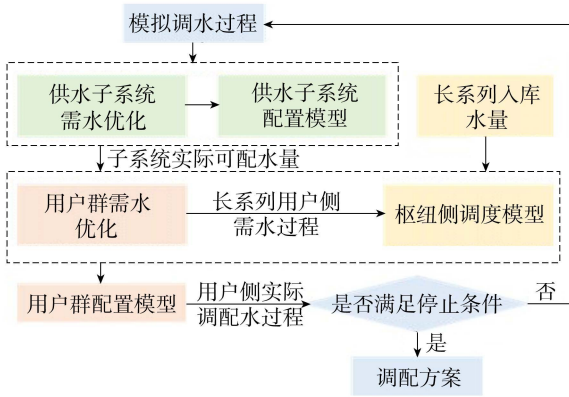 模拟调水过程
供水子系统
需水优化
供水子系统
配置模型
长系列入库
水量
子系统实际可配水量
用户群需水
优化
长系列用户侧
需水过程
枢纽侧调度模型
用户群配置模型
用户侧实际
调配水过程
是否满足停止条件
否
是
调配方案